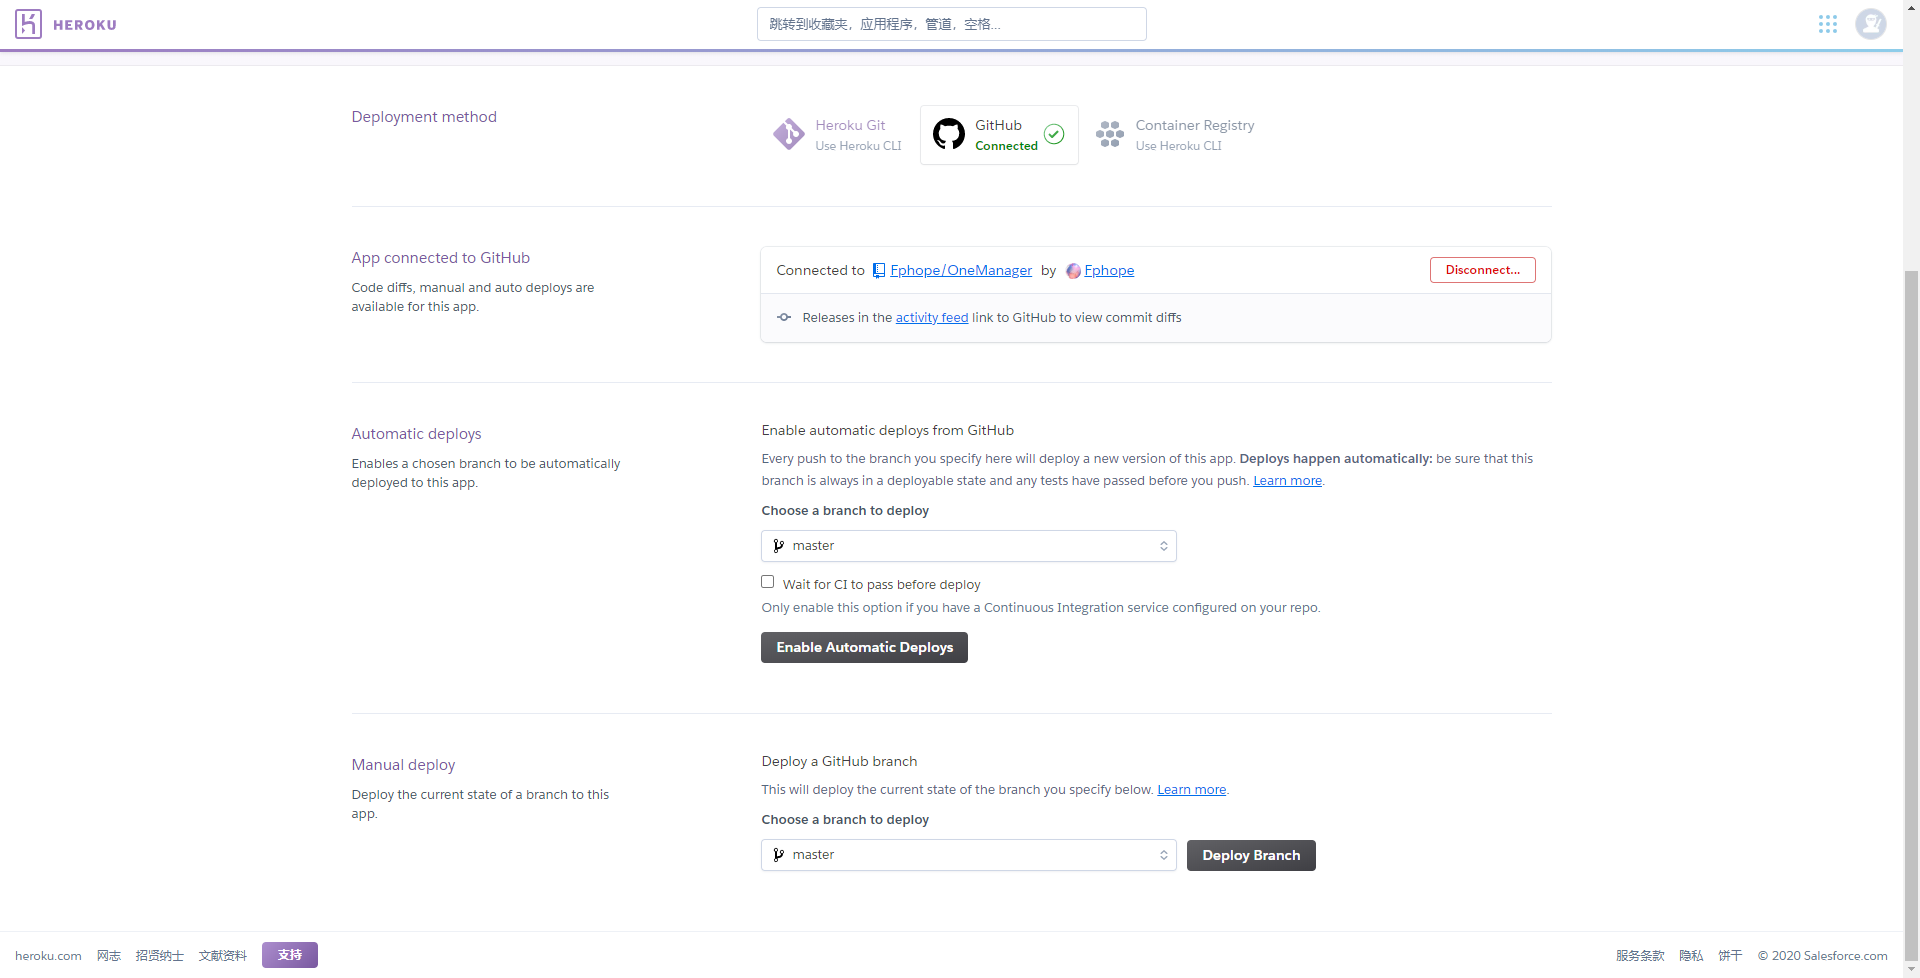 HEROKU
跳转到收藏夹，应用程序，管道，空格...
Deployment method
Heroku Git
Use Heroku CLI
GitHub
Connected
Container Registry
Use Heroku CLI
App connected to GitHub
Code diffs, manual and auto deploys are
available for this app.
Connected to Fphope/OneManager by Fphope
Disconnect...
Releases in the activity feed link to GitHub to view commit diffs
Automatic deploys
Enables a chosen branch to be automatically
deployed to this app.
Enable automatic deploys from GitHub
Every push to the branch you specify here will deploy a new version of this app. Deploys happen automatically: be sure that this
branch is always in a deployable state and any tests have passed before you push. Learn more.
Choose a branch to deploy
master
Wait for CI to pass before deploy
Only enable this option if you have a Continuous Integration service configured on your repo.
Enable Automatic Deploys
Manual deploy
Deploy the current state of a branch to this
app.
Deploy a GitHub branch
This will deploy the current state of the branch you specify below. Learn more.
Choose a branch to deploy
master
Deploy Branch
heroku.com 网志 招贤纳士 文献资料 支持
服务条款 隐私 饼干 © 2020 Salesforce.com